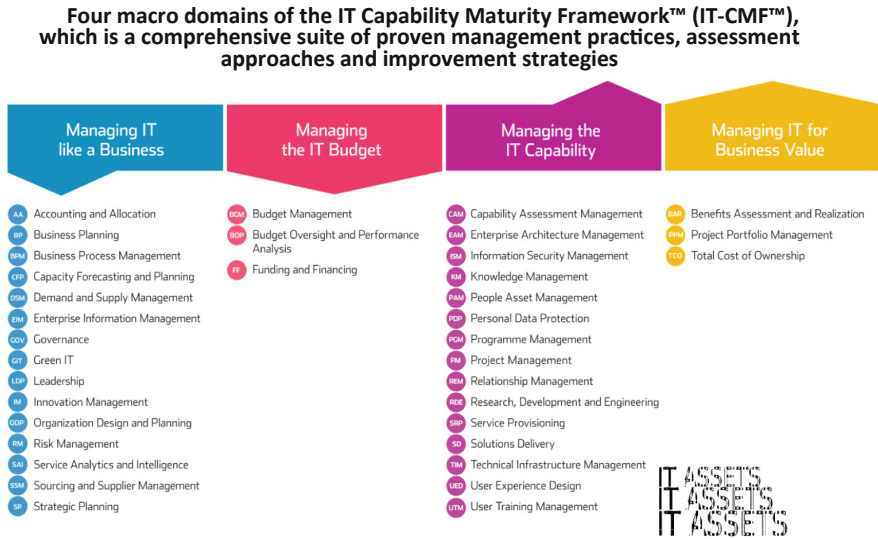 Four macro domains of the IT Capability Maturity Framework™ (IT-CMF™),
which is a comprehensive suite of proven management practices, assessment
approaches and improvement strategies
Managing IT
like a Business
AA Accounting and Allocation
BP Business Planning
BPM Business Process Management
CFP Capacity Forecasting and Planning
DSM Demand and Supply Management
EIM Enterprise Information Management
GOV Governance
GIT Green IT
LDP Leadership
IM Innovation Management
ODP Organization Design and Planning
RM Risk Management
SAI Service Analytics and Intelligence
SSM Sourcing and Supplier Management
SP Strategic Planning
Managing
the IT Budget
BGM Budget Management
BOP Budget Oversight and Performance
Analysis
FF Funding and Financing
Managing the
IT Capability
CAM Capability Assessment Management
EAM Enterprise Architecture Management
ISM Information Security Management
KM Knowledge Management
PAM People Asset Management
PDP Personal Data Protection
PGM Programme Management
PM Project Management
REM Relationship Management
RDE Research, Development and Engineering
SRP Service Provisioning
SD Solutions Delivery
TIM Technical Infrastructure Management
UED User Experience Design
UTM User Training Management
Managing IT for
Business Value
BAR Benefits Assessment and Realization
PPM Project Portfolio Management
TCO Total Cost of Ownership
IT ASSETS
IT ASSETS
IT ASSETS